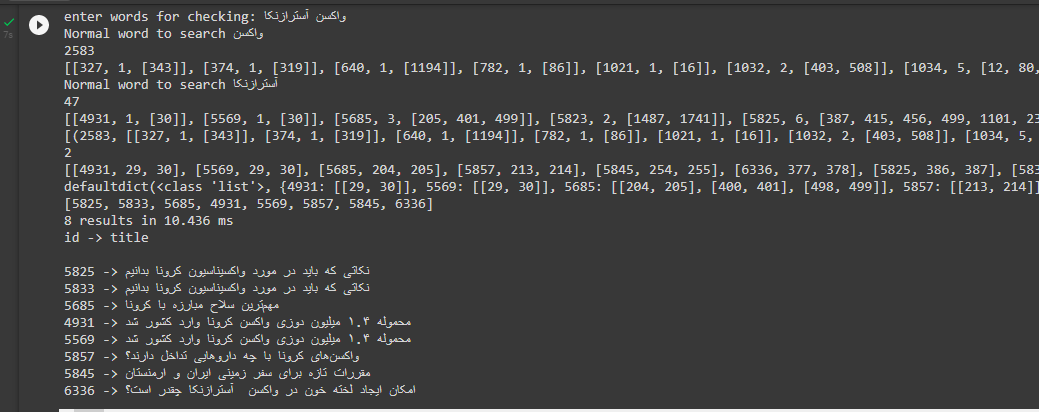 enter words for checking: واکسن آسترازنکا
Normal word to search واکسن
7s
2583
[[327, 1, [343]], [374, 1, [319]], [640, 1, [1194]], [782, 1, [86]], [1021, 1, [16]], [1032, 2, [403, 508]], [1034, 5, [12, 80,
Normal word to search آسترازنکا
47
[[4931, 1, [30]], [5569, 1, [30]], [5685, 3, [205, 401, 499]], [5823, 2, [1487, 1741]], [5825, 6, [387, 415, 456, 499, 1101, 23
[(2583, [[327, 1, [343]], [374, 1, [319]], [640, 1, [1194]], [782, 1, [86]], [1021, 1, [16]], [1032, 2, [403, 508]], [1034, 5,
2
[[4931, 29, 30], [5569, 29, 30], [5685, 204, 205], [5857, 213, 214], [5845, 254, 255], [6336, 377, 378], [5825, 386, 387], [583
defaultdict(<class 'list'>, {4931: [[29, 30]], 5569: [[29, 30]], 5685: [[204, 205], [400, 401], [498, 499]], 5857: [[213, 214]]
[5825, 5833, 5685, 4931, 5569, 5857, 5845, 6336]
8 results in 10.436 ms
id -> title
5825 -> نکاتی که باید در مورد واکسیناسیون کرونا بدانیم
5833 -> نکاتی که باید در مورد واکسیناسیون کرونا بدانیم
5685 -> مهم‌ترین سلاح مبارزه با کرونا
4931 -> محموله ۱.۴ میلیون دوزی واکسن کرونا وارد کشور شد
5569 -> محموله ۱.۴ میلیون دوزی واکسن کرونا وارد کشور شد
5857 -> واکسن‌های کرونا با چه داروهایی تداخل دارند؟
5845 -> مقررات تازه برای سفر زمینی ایران و ارمنستان
6336 -> امکان ایجاد لخته خون در واکسن آسترازنکا چقدر است؟